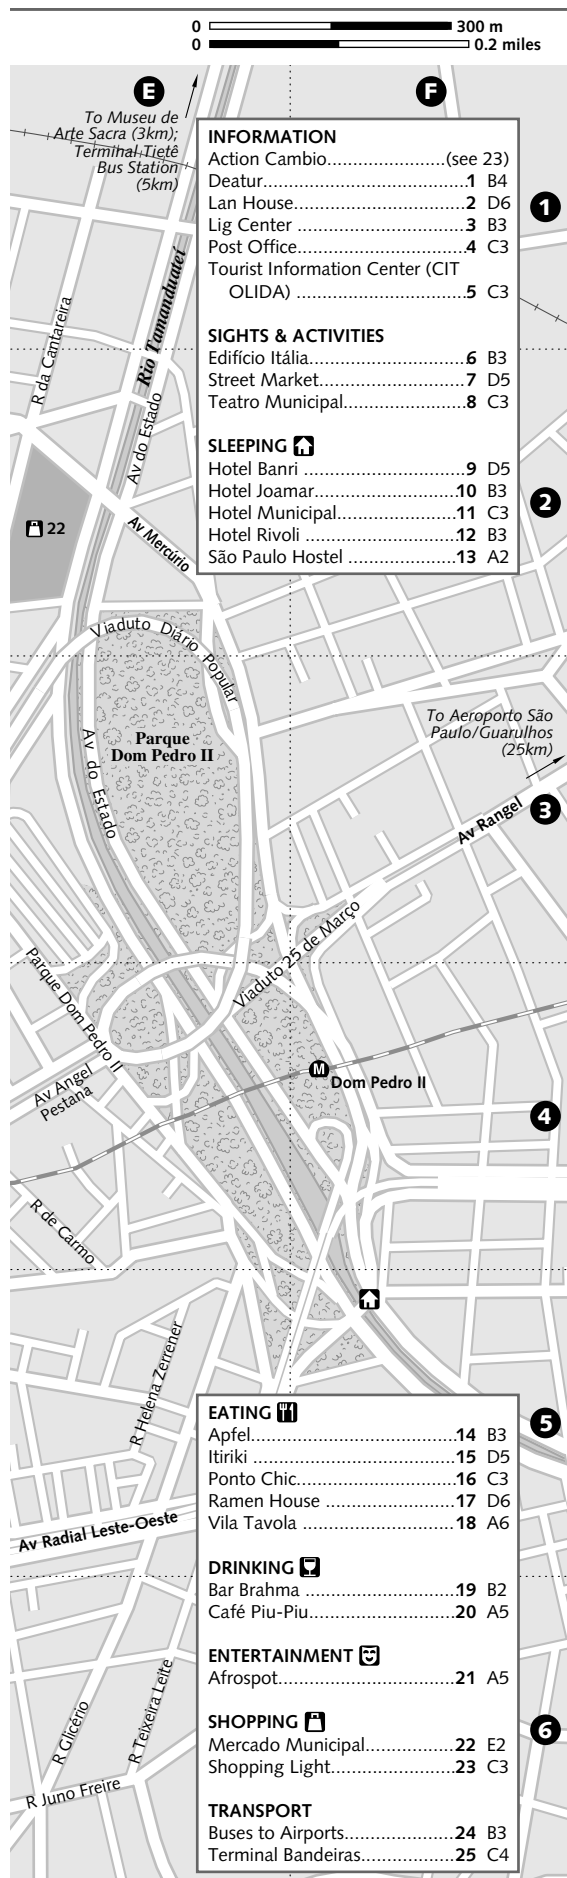 0 300 m
0 0.2 miles
E
F
To Museu de
Arte Sacra (3km);
Terminal Tietê
Bus Station
(5km)
INFORMATION
Action Cambio.......................(see 23)
Deatur.......................................1 B4
Lan House.................................2 D6
Lig Center ................................3 B3
Post Office................................4 C3
Tourist Information Center (CIT
OLIDA) ................................5 C3
SIGHTS & ACTIVITIES
Edifício Itália.............................6 B3
Street Market............................7 D5
Teatro Municipal.......................8 C3
SLEEPING
Hotel Banri ...............................9 D5
Hotel Joamar...........................10 B3
Hotel Municipal.......................11 C3
Hotel Rivoli .............................12 B3
São Paulo Hostel .....................13 A2
1
Rio Tamanduateí
R da Cantareira
Av do Estado
2
22
Av Mercúrio
Viaduto Diário Popular
Parque
Dom Pedro II
Av do Estado
To Aeroporto São
Paulo/Guarulhos
(25km)
Av Rangel
3
Viaduto 25 de Março
Parque Dom Pedro II
M
Dom Pedro II
Av Angel
Pestana
4
R de Carmo
R Helena Zerrener
EATING
Apfel.......................................14 B3
Itiriki .......................................15 D5
Ponto Chic..............................16 C3
Ramen House .........................17 D6
Vila Tavola ..............................18 A6
DRINKING
Bar Brahma .............................19 B2
Café Piu-Piu............................20 A5
ENTERTAINMENT
Afrospot..................................21 A5
SHOPPING
Mercado Municipal..................22 E2
Shopping Light........................23 C3
TRANSPORT
Buses to Airports.....................24 B3
Terminal Bandeiras..................25 C4
5
Av Radial Leste-Oeste
R Glicério
R Teixeira Leite
6
R Juno Freire